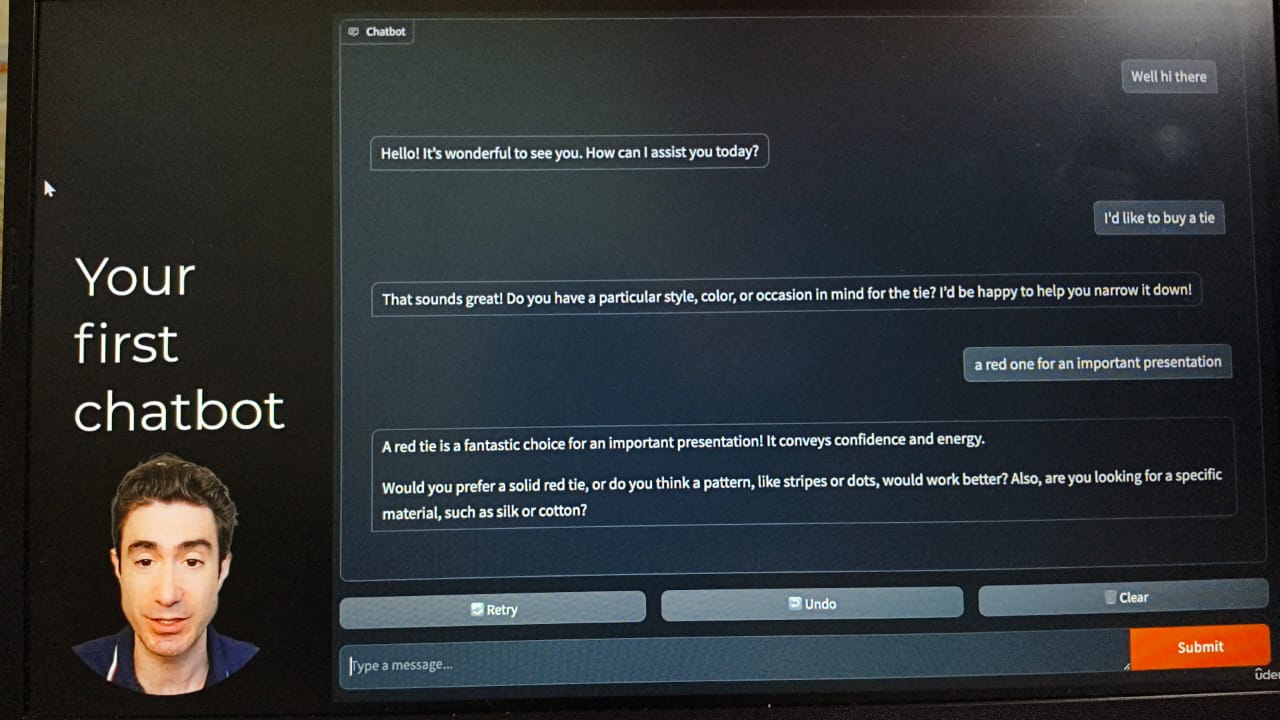 Chatbot
Well hi there
Hello! It's wonderful to see you. How can I assist you today?
I'd like to buy a tie
That sounds great! Do you have a particular style, color, or occasion in mind for the tie? I'd be happy to help you narrow it down!
a red one for an important presentation
A red tie is a fantastic choice for an important presentation! It conveys confidence and energy.
Would you prefer a solid red tie, or do you think a pattern, like stripes or dots, would work better? Also, are you looking for a specific
material, such as silk or cotton?
Retry
Undo
Clear
Type a message...
Submit
Your
first
chatbot